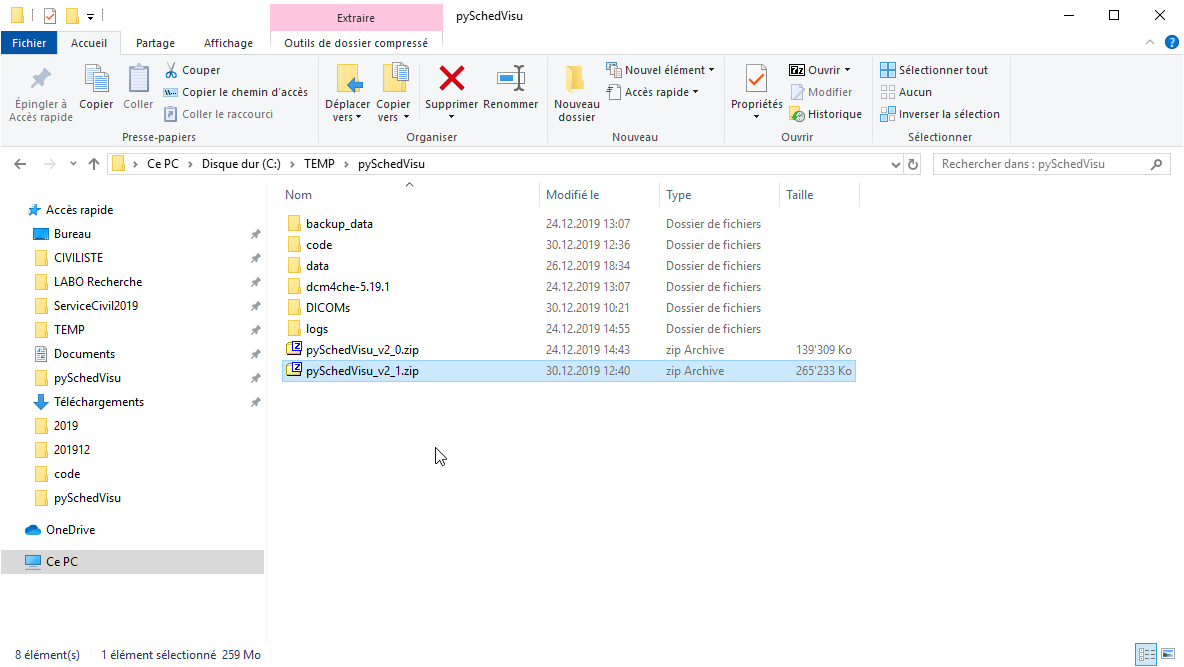 Extraire
pySchedVisu
Fichier
Accueil
Partage
Affichage
Outils de dossier compressé
Épingler à
Accès rapide
Copier
Coller
Couper
Copier le chemin d'accès
Coller le raccourci
Presse-papiers
Déplacer
vers
Copier
vers
Supprimer
Renommer
Organiser
Nouveau
dossier
Nouvel élément
Accès rapide
Nouveau
Propriétés
Ouvrir
Modifier
Historique
Ouvrir
Sélectionner tout
Aucun
Inverser la sélection
Sélectionner
Ce PC > Disque dur (C:) > TEMP > pySchedVisu
Rechercher dans : pySchedVisu
Accès rapide
Bureau
CIVILISTE
LABO Recherche
ServiceCivil2019
TEMP
Documents
pySchedVisu
Téléchargements
2019
201912
code
pySchedVisu
OneDrive
Ce PC
Nom Modifié le Type Taille
backup_data 24.12.2019 13:07 Dossier de fichiers
code 30.12.2019 12:36 Dossier de fichiers
data 26.12.2019 18:34 Dossier de fichiers
dcm4che-5.19.1 24.12.2019 13:07 Dossier de fichiers
DICOMs 30.12.2019 10:21 Dossier de fichiers
logs 24.12.2019 14:55 Dossier de fichiers
pySchedVisu_v2_0.zip 24.12.2019 14:43 zip Archive 139'309 Ko
pySchedVisu_v2_1.zip 30.12.2019 12:40 zip Archive 265'233 Ko
8 élément(s) 1 élément sélectionné 259 Mo